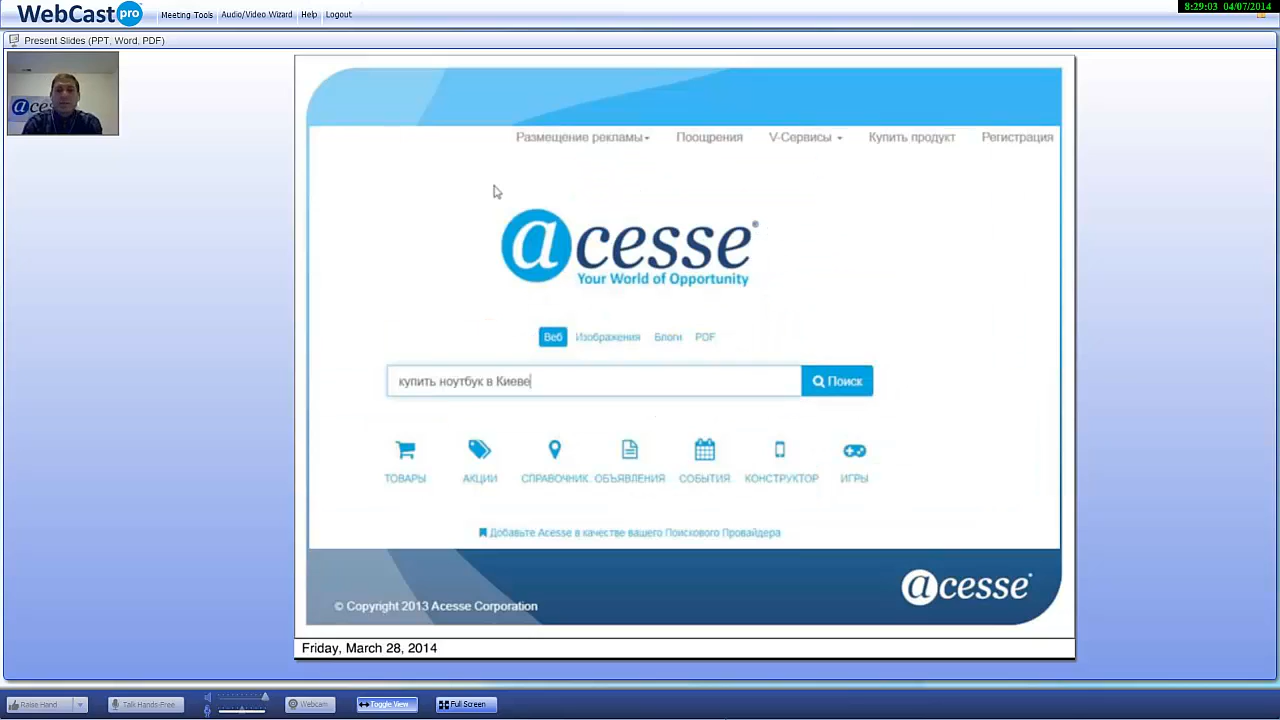 WebCast pro Meeting Tools Audio/Video Wizard Help Logout 8:29:03 04/07/2014
Present Slides (PPT, Word, PDF)
Размещение рекламы Поощрения V-Сервисы Купить продукт Регистрация
acesse®
Your World of Opportunity
Веб Изображения Блоги PDF
купить ноутбук в Киеве Поиск
ТОВАРЫ АКЦИИ СПРАВОЧНИК ОБЪЯВЛЕНИЯ СОБЫТИЯ КОНСТРУКТОР ИГРЫ
Добавьте Acesse в качестве вашего Поискового Провайдера
acesse
© Copyright 2013 Acesse Corporation
Friday, March 28, 2014
Raise Hand Talk Hands-Free Webcam Toggle View Full Screen